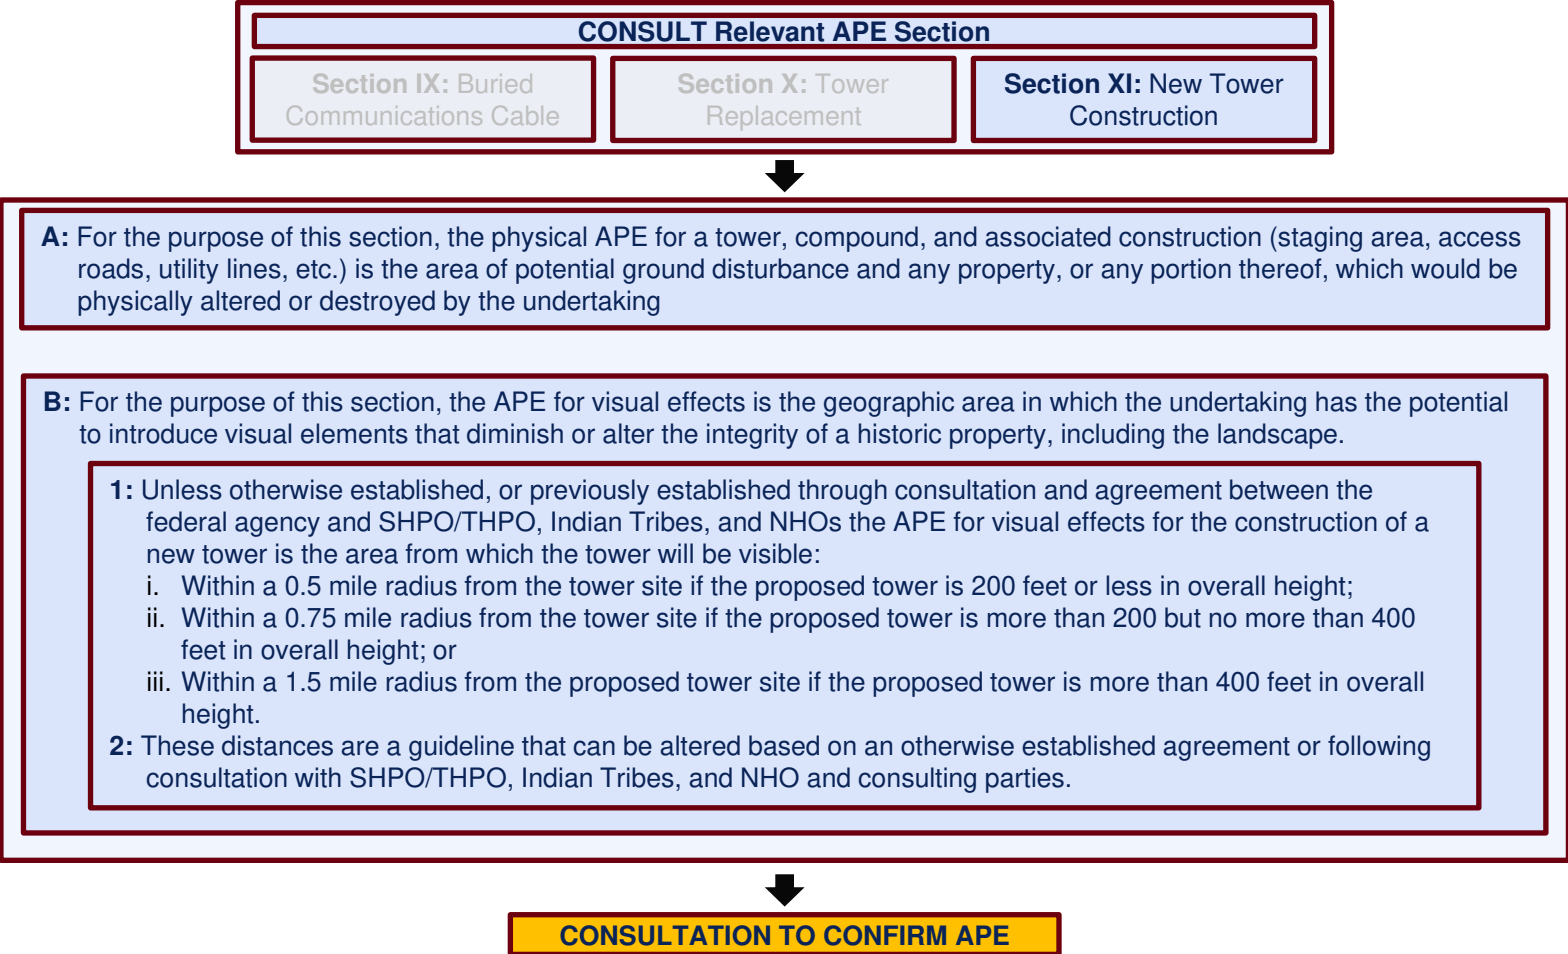 CONSULT Relevant APE Section
Section IX: Buried
Communications Cable
Section X: Tower
Replacement
Section XI: New Tower
Construction
A: For the purpose of this section, the physical APE for a tower, compound, and associated construction (staging area, access
roads, utility lines, etc.) is the area of potential ground disturbance and any property, or any portion thereof, which would be
physically altered or destroyed by the undertaking
B: For the purpose of this section, the APE for visual effects is the geographic area in which the undertaking has the potential
to introduce visual elements that diminish or alter the integrity of a historic property, including the landscape.
1: Unless otherwise established, or previously established through consultation and agreement between the
federal agency and SHPO/THPO, Indian Tribes, and NHOs the APE for visual effects for the construction of a
new tower is the area from which the tower will be visible:
i. Within a 0.5 mile radius from the tower site if the proposed tower is 200 feet or less in overall height;
ii. Within a 0.75 mile radius from the tower site if the proposed tower is more than 200 but no more than 400
feet in overall height; or
iii. Within a 1.5 mile radius from the proposed tower site if the proposed tower is more than 400 feet in overall
height.
2: These distances are a guideline that can be altered based on an otherwise established agreement or following
consultation with SHPO/THPO, Indian Tribes, and NHO and consulting parties.
CONSULTATION TO CONFIRM APE